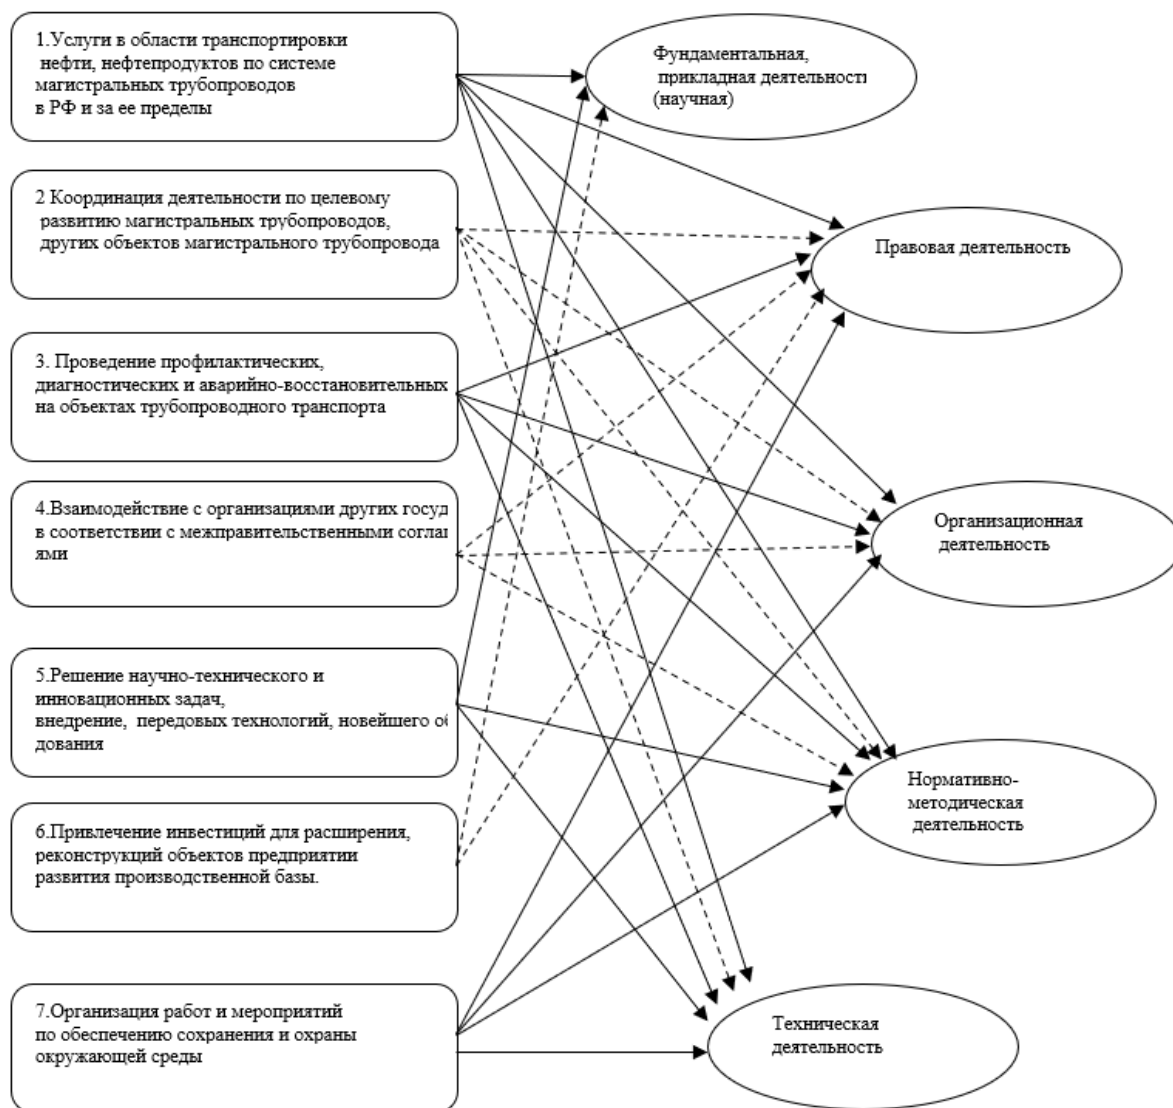 1.Услуги в области транспортировки
нефти, нефтепродуктов по системе
магистральных трубопроводов
в РФ и за ее пределы
2 Координация деятельности по целевому
развитию магистральных трубопроводов,
других объектов магистрального трубопровода
3. Проведение профилактических,
диагностических и аварийно-восстановительных
на объектах трубопроводного транспорта
4.Взаимодействие с организациями других госуд
в соответствии с межправительственными соглаш
ями
5.Решение научно-технического и
инновационных задач,
внедрение, передовых технологий, новейшего об
дования
6.Привлечение инвестиций для расширения,
реконструкций объектов предприятии
развития производственной базы.
7.Организация работ и мероприятий
по обеспечению сохранения и охраны
окружающей среды
Фундаментальная,
прикладная деятельность
(научная)
Правовая деятельность
Организационная
деятельность
Нормативно-
методическая
деятельность
Техническая
деятельность